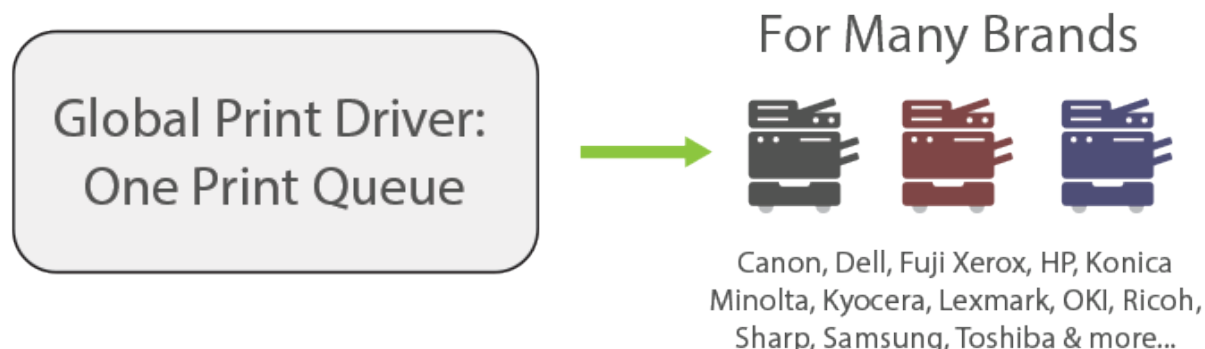 Global Print Driver:
One Print Queue
For Many Brands
Canon, Dell, Fuji Xerox, HP, Konica
Minolta, Kyocera, Lexmark, OKI, Ricoh,
Sharp, Samsung, Toshiba & more...